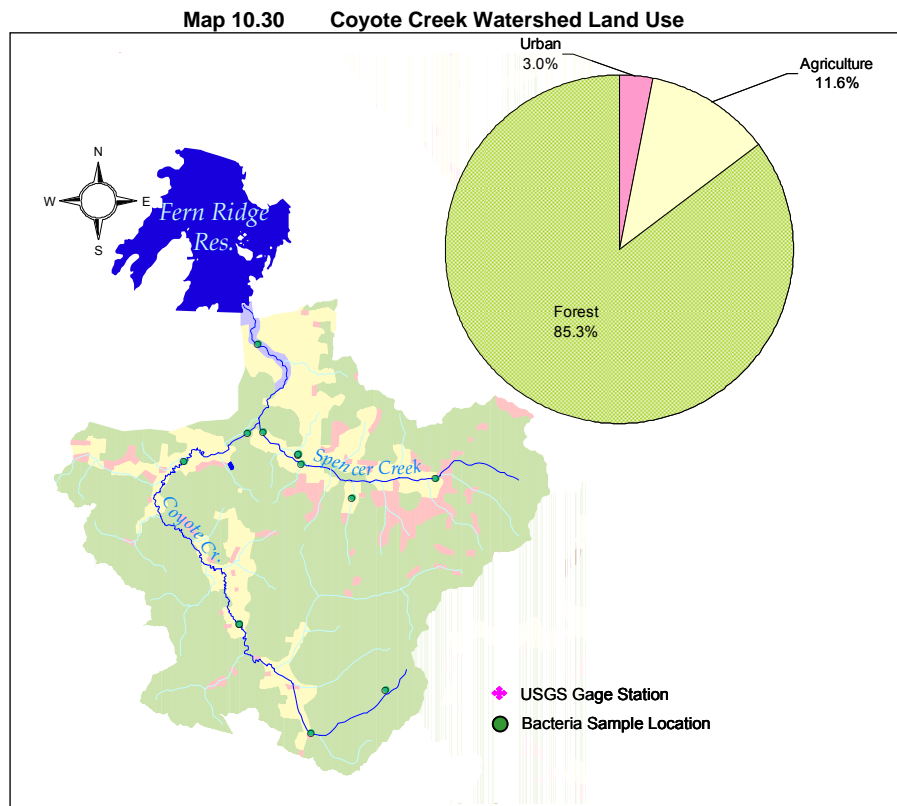 Map 10.30 Coyote Creek Watershed Land Use
Urban
3.0%
Agriculture
11.6%
N
W
E
S
Fern Ridge
Res.
Forest
85.3%
Spencer Creek
Coyote Cr.
USGS Gage Station
Bacteria Sample Location